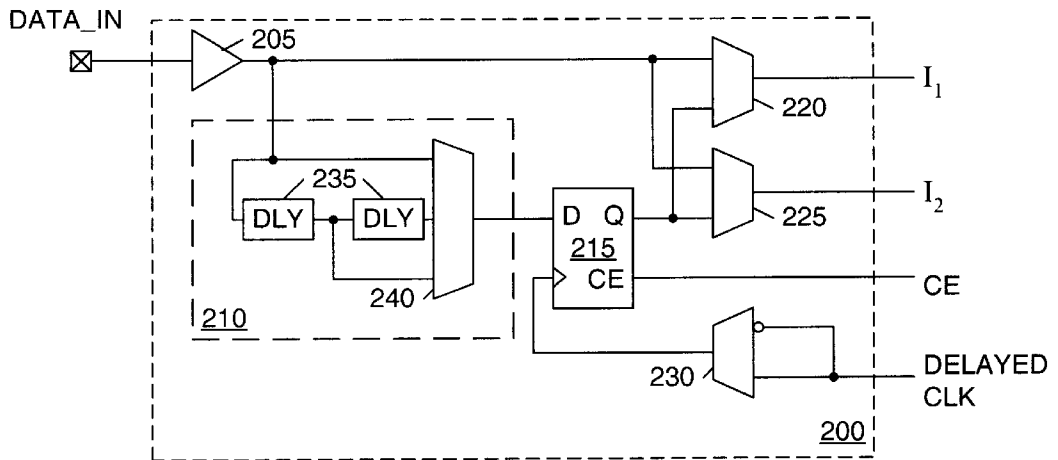 DATA_IN
205
I1
220
235
DLY
DLY
I2
225
D Q
215
CE
CE
240
210
230
DELAYED
CLK
200